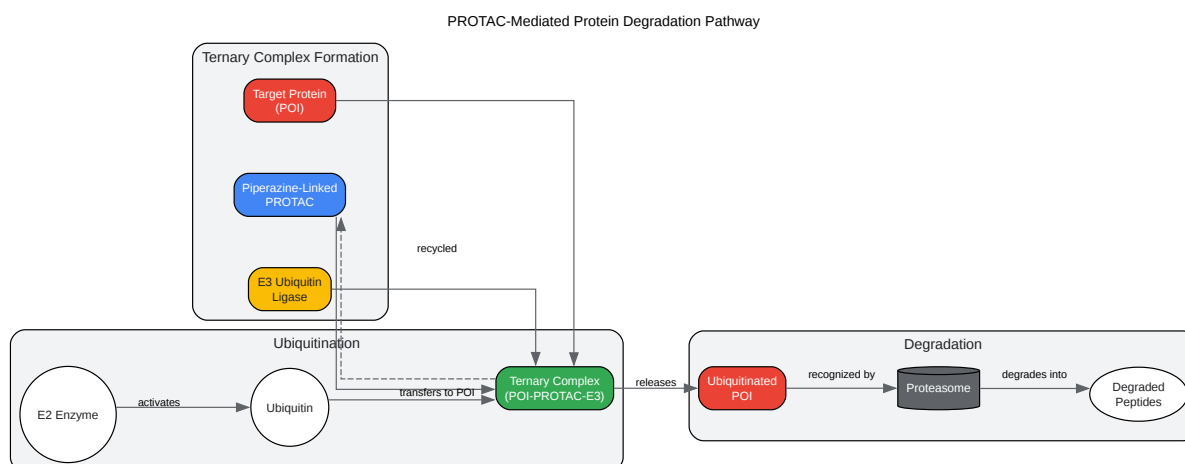 PROTAC-Mediated Protein Degradation Pathway
Ternary Complex Formation
Target Protein
(POI)
Piperazine-Linked
PROTAC
recycled
E3 Ubiquitin
Ligase
Ubiquitination
E2 Enzyme
activates
Ubiquitin
transfers to POI
Ternary Complex
(POI-PROTAC-E3)
releases
Degradation
Ubiquitinated
POI
recognized by
Proteasome
degrades into
Degraded
Peptides